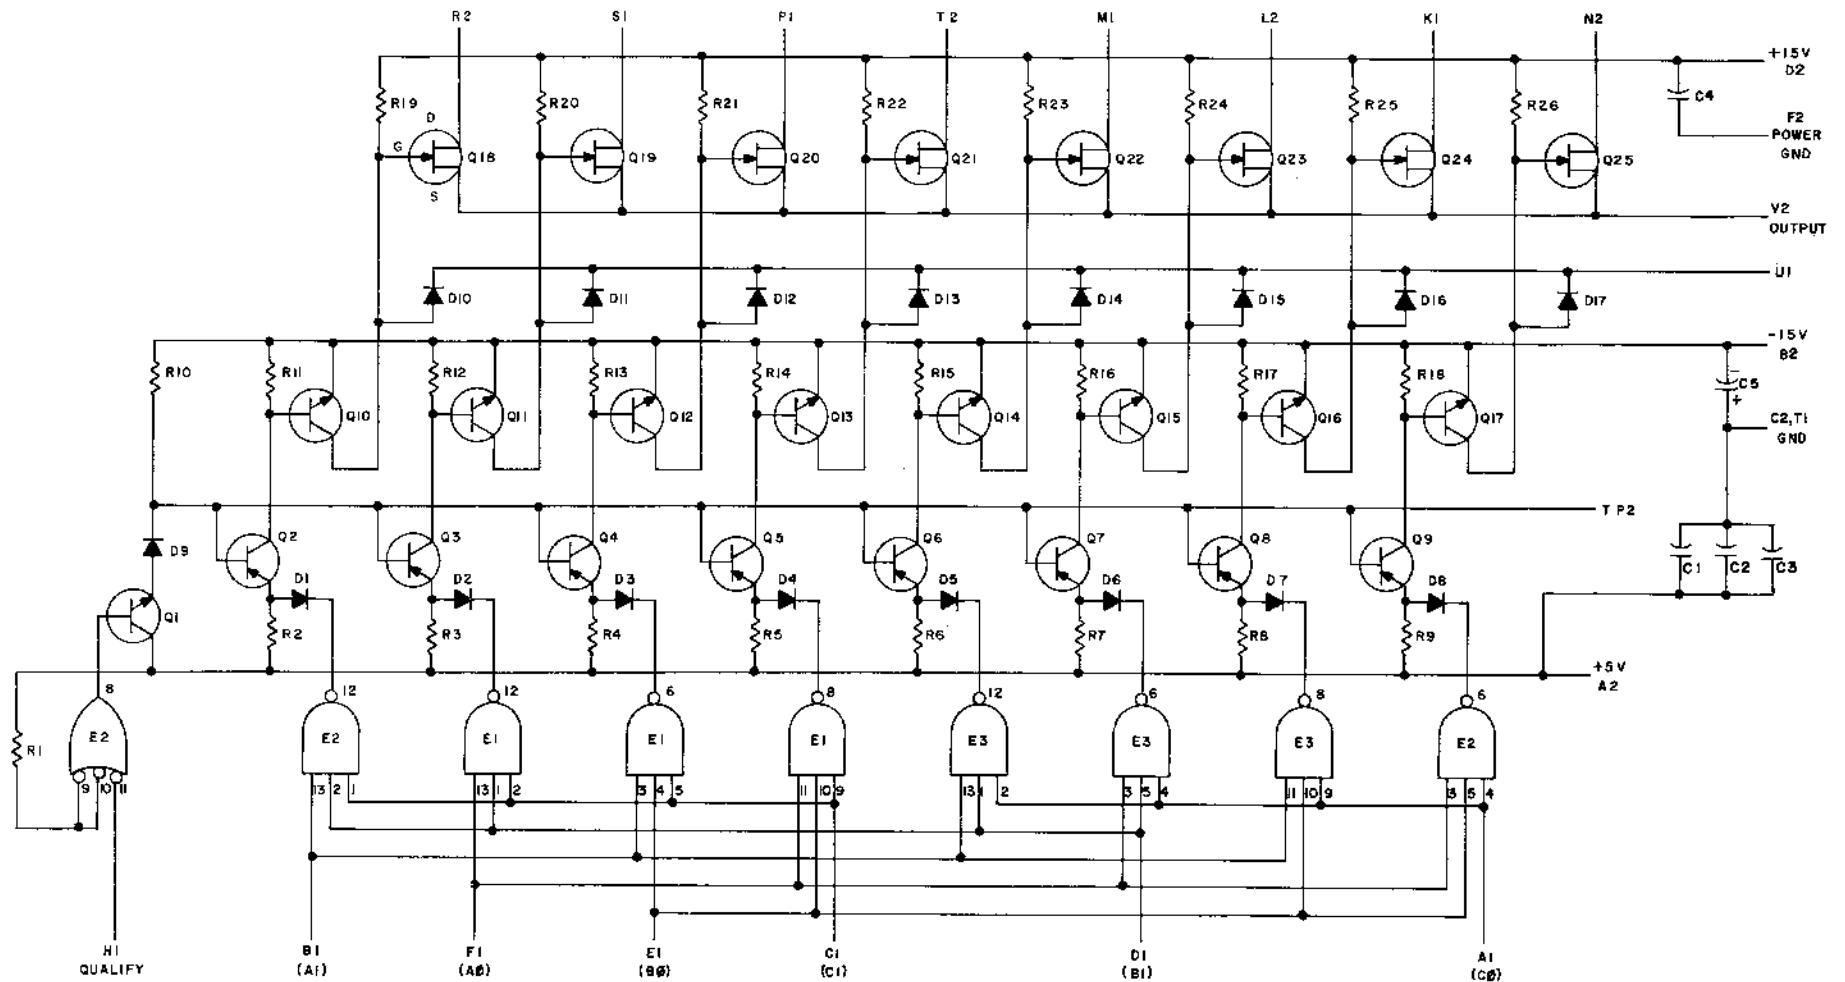 R2 S1 P1 T2 M1 L2 K1 N2
+15V
D2
R19 R20 R21 R22 R23 R24 R25 R26 C4
D
F2
POWER
GND
G Q18 Q19 Q20 Q21 Q22 Q23 Q24 Q25
S
V2
OUTPUT
U1
D10 D11 D12 D13 D14 D15 D16 D17
-15V
B2
R10 R11 R12 R13 R14 R15 R16 R17 R18
- C5
+
Q10 Q11 Q12 Q13 Q14 Q15 Q16 Q17
C2,T1
GND
TP2
Q2 Q3 Q4 Q5 Q6 Q7 Q8 Q9
D9
C1 C2 C3
D1 D2 D3 D4 D5 D6 D7 D8
Q1
R2 R3 R4 R5 R6 R7 R8 R9
+5V
A2
8 12 12 6 8 12 6 8 6
R1 E2 E2 E1 E1 E1 E3 E3 E3 E2
9 10 11 13 2 1 13 1 2 3 4 5 11 10 9 13 1 2 3 5 4 11 10 9 3 5 4
H1
QUALIFY
B1
(A1)
F1
(AØ)
E1
(BØ)
C1
(C1)
D1
(B1)
A1
(CØ)